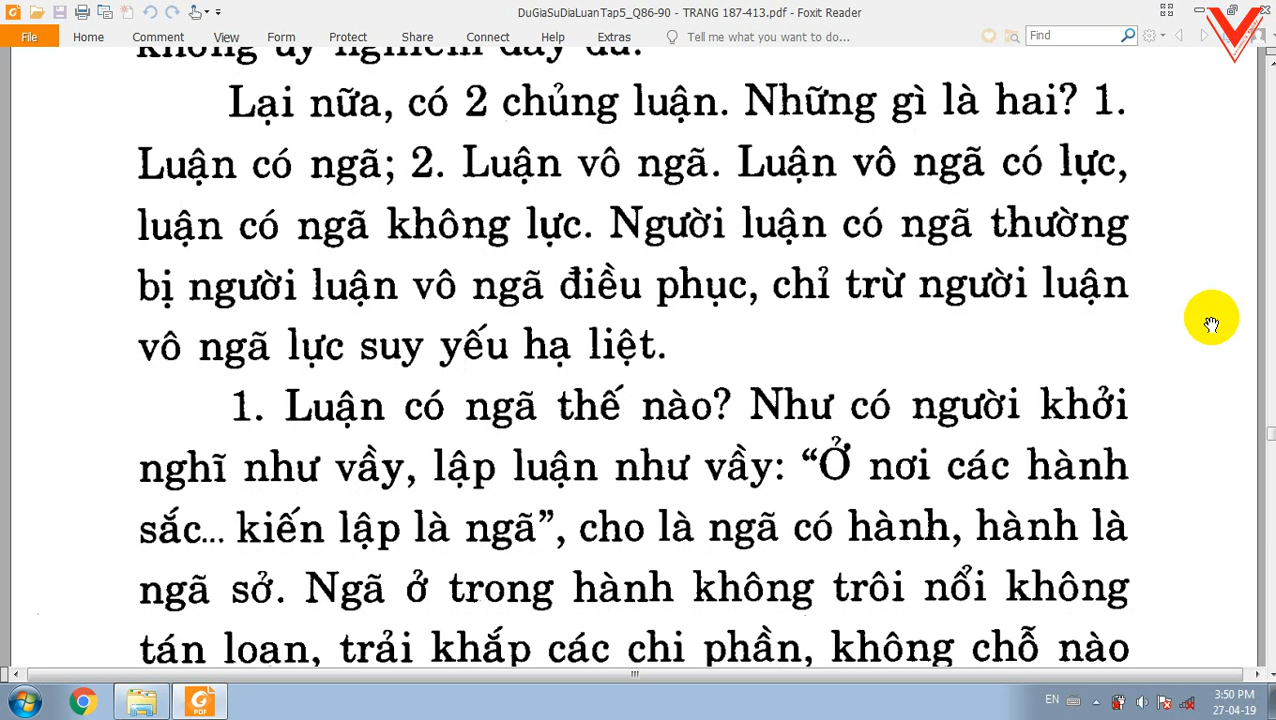 DuGiaSuDiaLuanTap5_Q86-90 - TRANG 187-413.pdf - Foxit Reader
File Home Comment View Form Protect Share Connect Help Extras Tell me what you want to do... Find
không uy nghiêm đầy đủ.
Lại nữa, có 2 chủng luận. Những gì là hai? 1.
Luận có ngã; 2. Luận vô ngã. Luận vô ngã có lực,
luận có ngã không lực. Người luận có ngã thường
bị người luận vô ngã điều phục, chỉ trừ người luận
vô ngã lực suy yếu hạ liệt.
1. Luận có ngã thế nào? Như có người khởi
nghĩ như vầy, lập luận như vầy: “Ở nơi các hành
sắc... kiến lập là ngã”, cho là ngã có hành, hành là
ngã sở. Ngã ở trong hành không trôi nổi không
tán loạn, trải khắp các chi phần, không chỗ nào
EN
3:50 PM
27-04-19